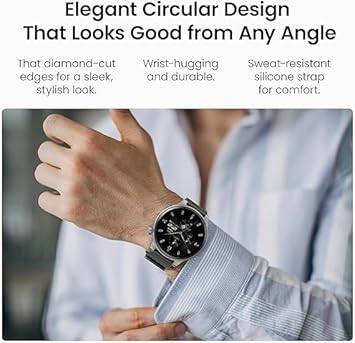 Elegant Circular Design
That Looks Good from Any Angle
That diamond-cut
edges for a sleek,
stylish look.
Wrist-hugging
and durable.
Sweat-resistant
silicone strap
for comfort.